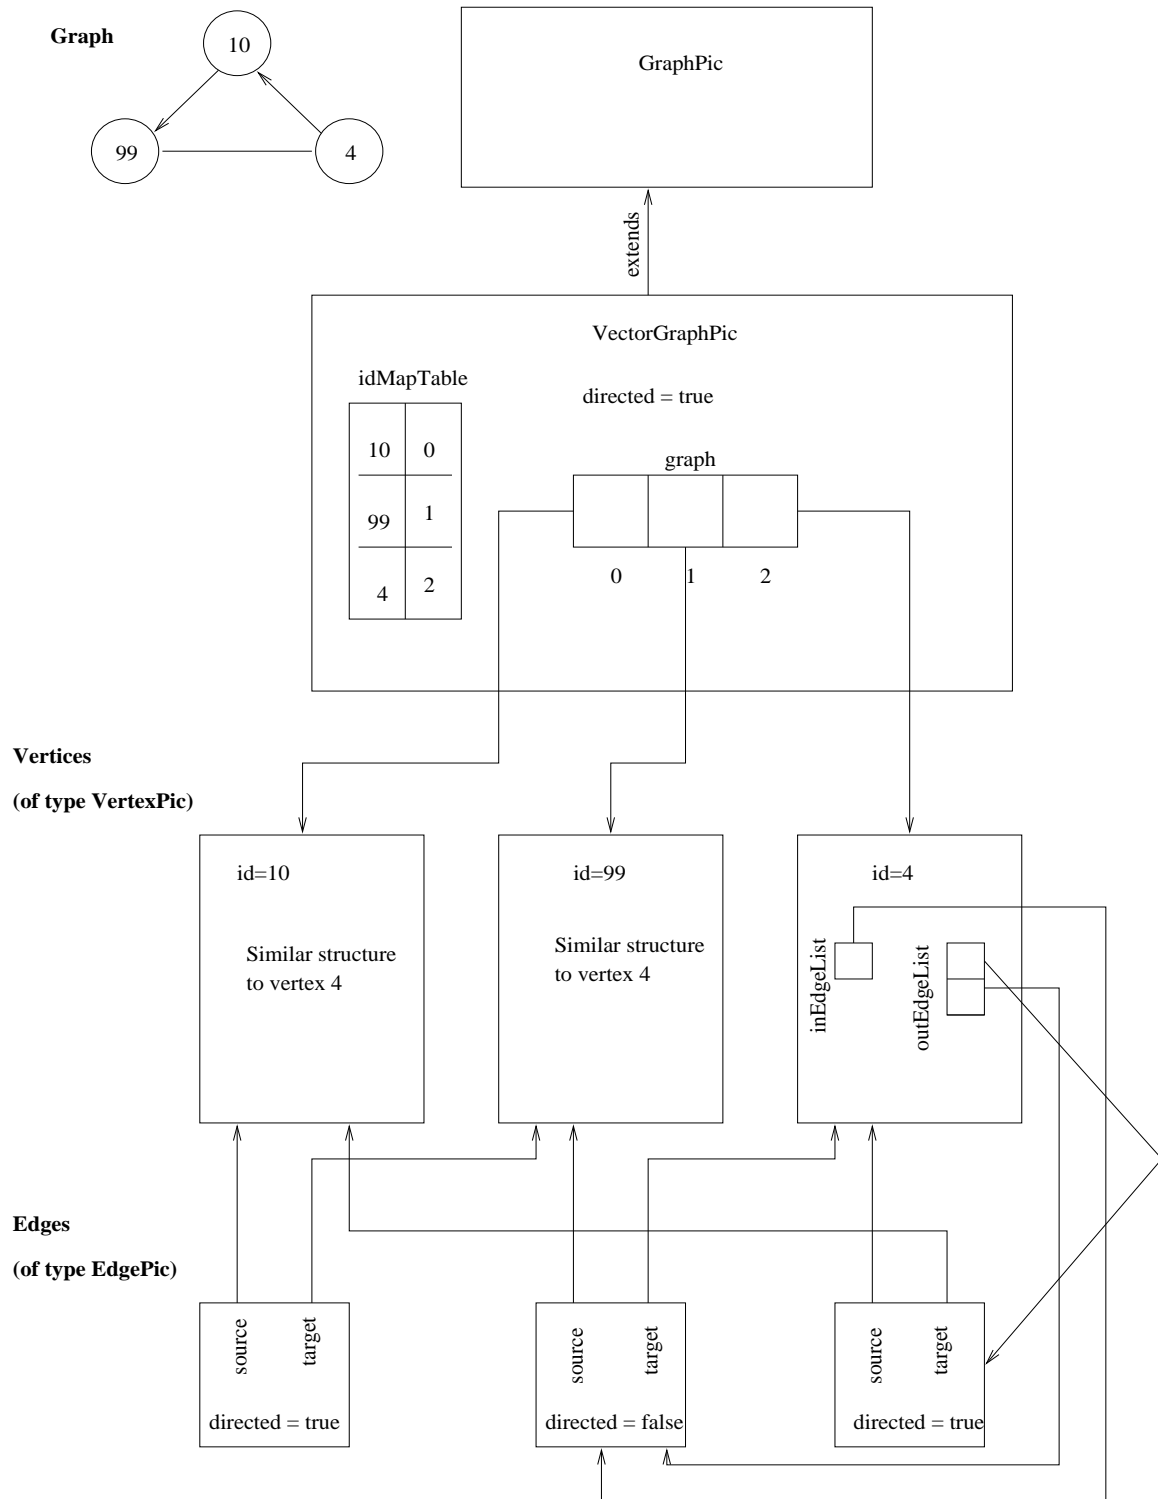 Graph
10
99
4
GraphPic
extends
VectorGraphPic
idMapTable
directed = true
10 0
99 1
4 2
graph
0 1 2
Vertices
(of type VertexPic)
id=10
Similar structure
to vertex 4
id=99
Similar structure
to vertex 4
id=4
inEdgeList
outEdgeList
Edges
(of type EdgePic)
source
target
directed = true
source
target
directed = false
source
target
directed = true